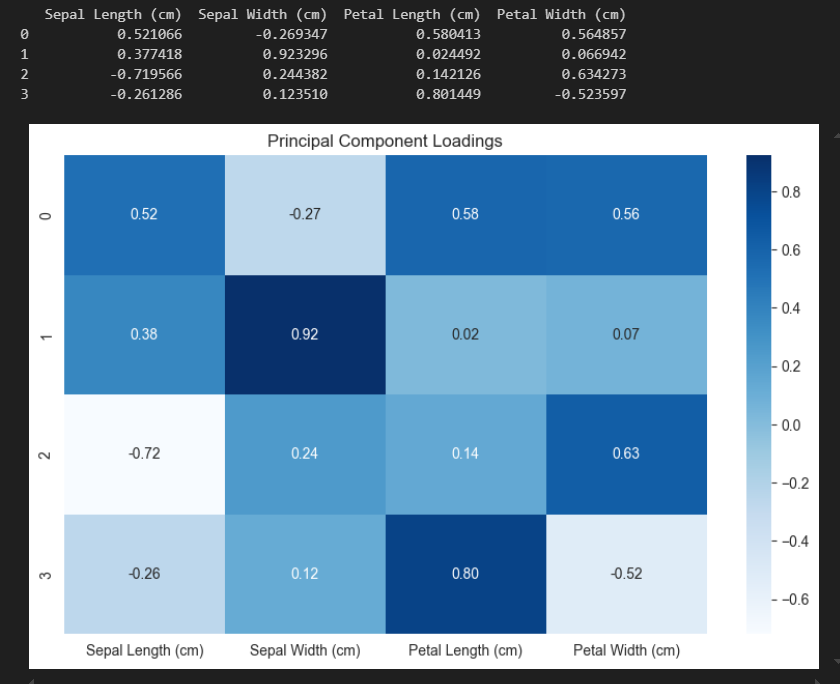 Sepal Length (cm) Sepal Width (cm) Petal Length (cm) Petal Width (cm)
0 0.521066 -0.269347 0.580413 0.564857
1 0.377418 0.923296 0.024492 0.066942
2 -0.719566 0.244382 0.142126 0.634273
3 -0.261286 0.123510 0.801449 -0.523597
Principal Component Loadings
0 0.52 -0.27 0.58 0.56
1 0.38 0.92 0.02 0.07
2 -0.72 0.24 0.14 0.63
3 -0.26 0.12 0.80 -0.52
Sepal Length (cm) Sepal Width (cm) Petal Length (cm) Petal Width (cm)
0.8
0.6
0.4
0.2
0.0
−0.2
−0.4
−0.6